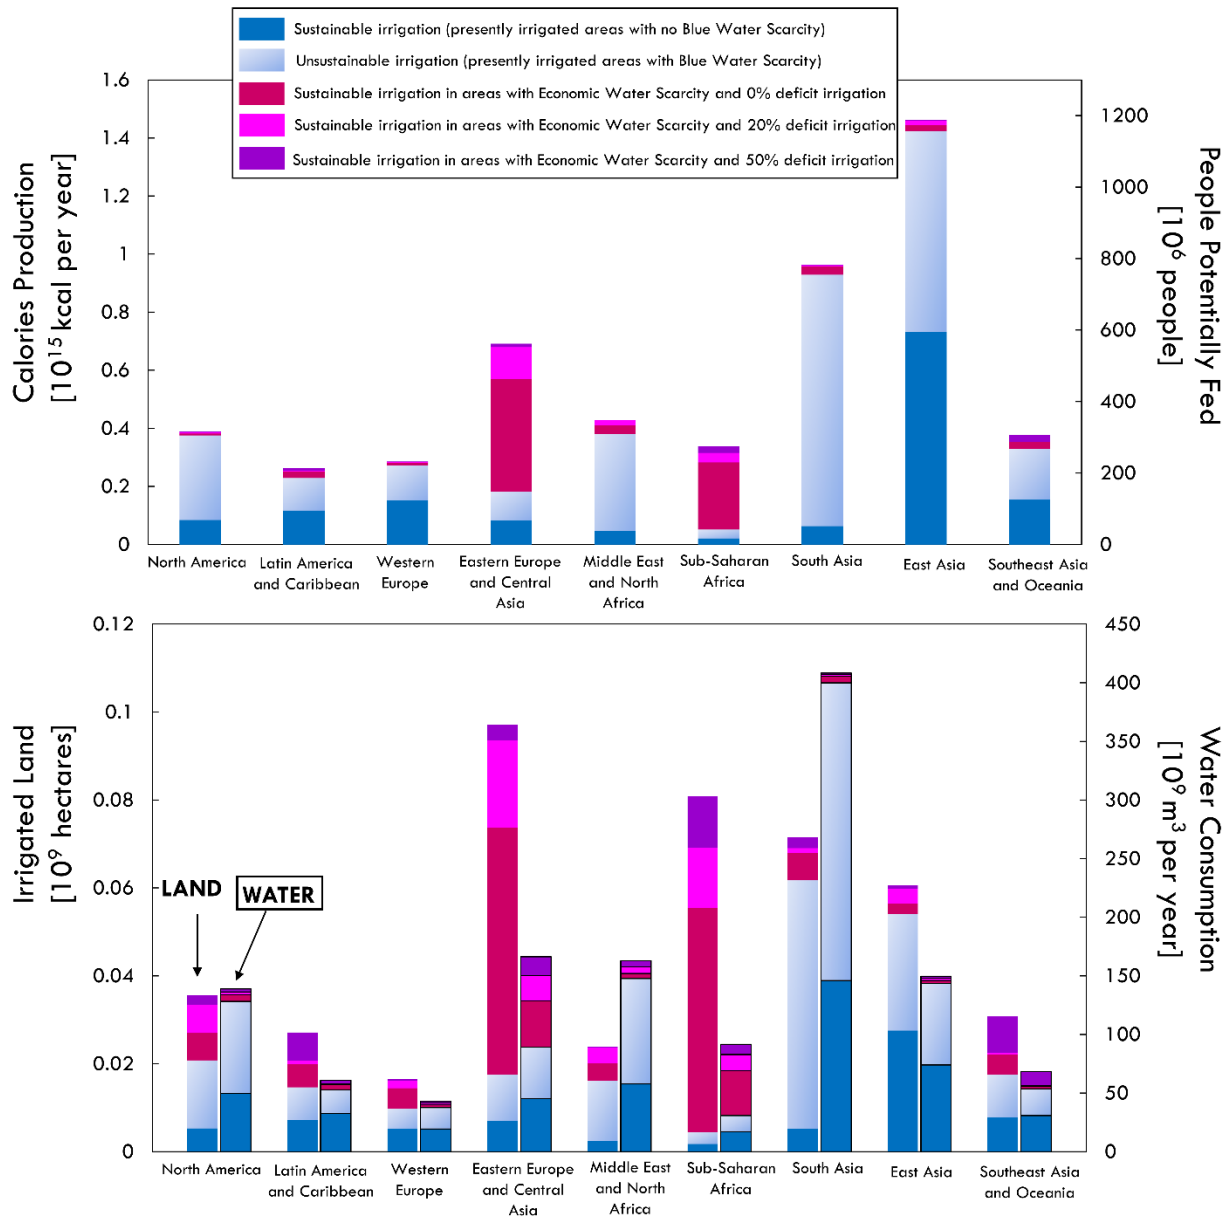 Sustainable irrigation (presently irrigated areas with no Blue Water Scarcity)
Unsustainable irrigation (presently irrigated areas with Blue Water Scarcity)
Sustainable irrigation in areas with Economic Water Scarcity and 0% deficit irrigation
Sustainable irrigation in areas with Economic Water Scarcity and 20% deficit irrigation
Sustainable irrigation in areas with Economic Water Scarcity and 50% deficit irrigation
Calories Production
[10^15 kcal per year]
1.6
1.4
1.2
1
0.8
0.6
0.4
0.2
0
People Potentially Fed
[10^6 people]
1200
1000
800
600
400
200
0
North America
Latin America
and Caribbean
Western
Europe
Eastern Europe
and Central
Asia
Middle East
and North
Africa
Sub-Saharan
Africa
South Asia
East Asia
Southeast Asia
and Oceania
Irrigated Land
[10^9 hectares]
0.12
0.1
0.08
0.06
0.04
0.02
0
LAND
WATER
Water Consumption
[10^9 m^3 per year]
450
400
350
300
250
200
150
100
50
0
North America
Latin America
and Caribbean
Western
Europe
Eastern Europe
and Central
Asia
Middle East
and North
Africa
Sub-Saharan
Africa
South Asia
East Asia
Southeast Asia
and Oceania